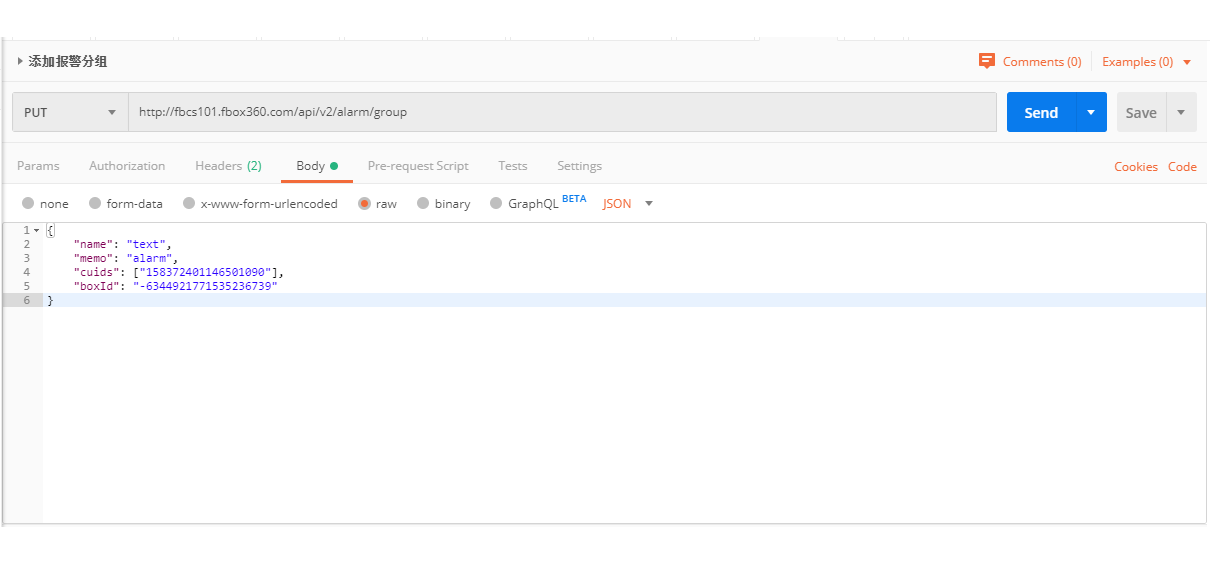 添加报警分组 Comments (0) Examples (0)
PUT http://fbcs101.fbox360.com/api/v2/alarm/group Send Save
Params Authorization Headers (2) Body Pre-request Script Tests Settings Cookies Code
none form-data x-www-form-urlencoded raw binary GraphQL BETA JSON
1 {
2 "name": "text",
3 "memo": "alarm",
4 "cuids": ["158372401146501090"],
5 "boxId": "-6344921771535236739"
6 }